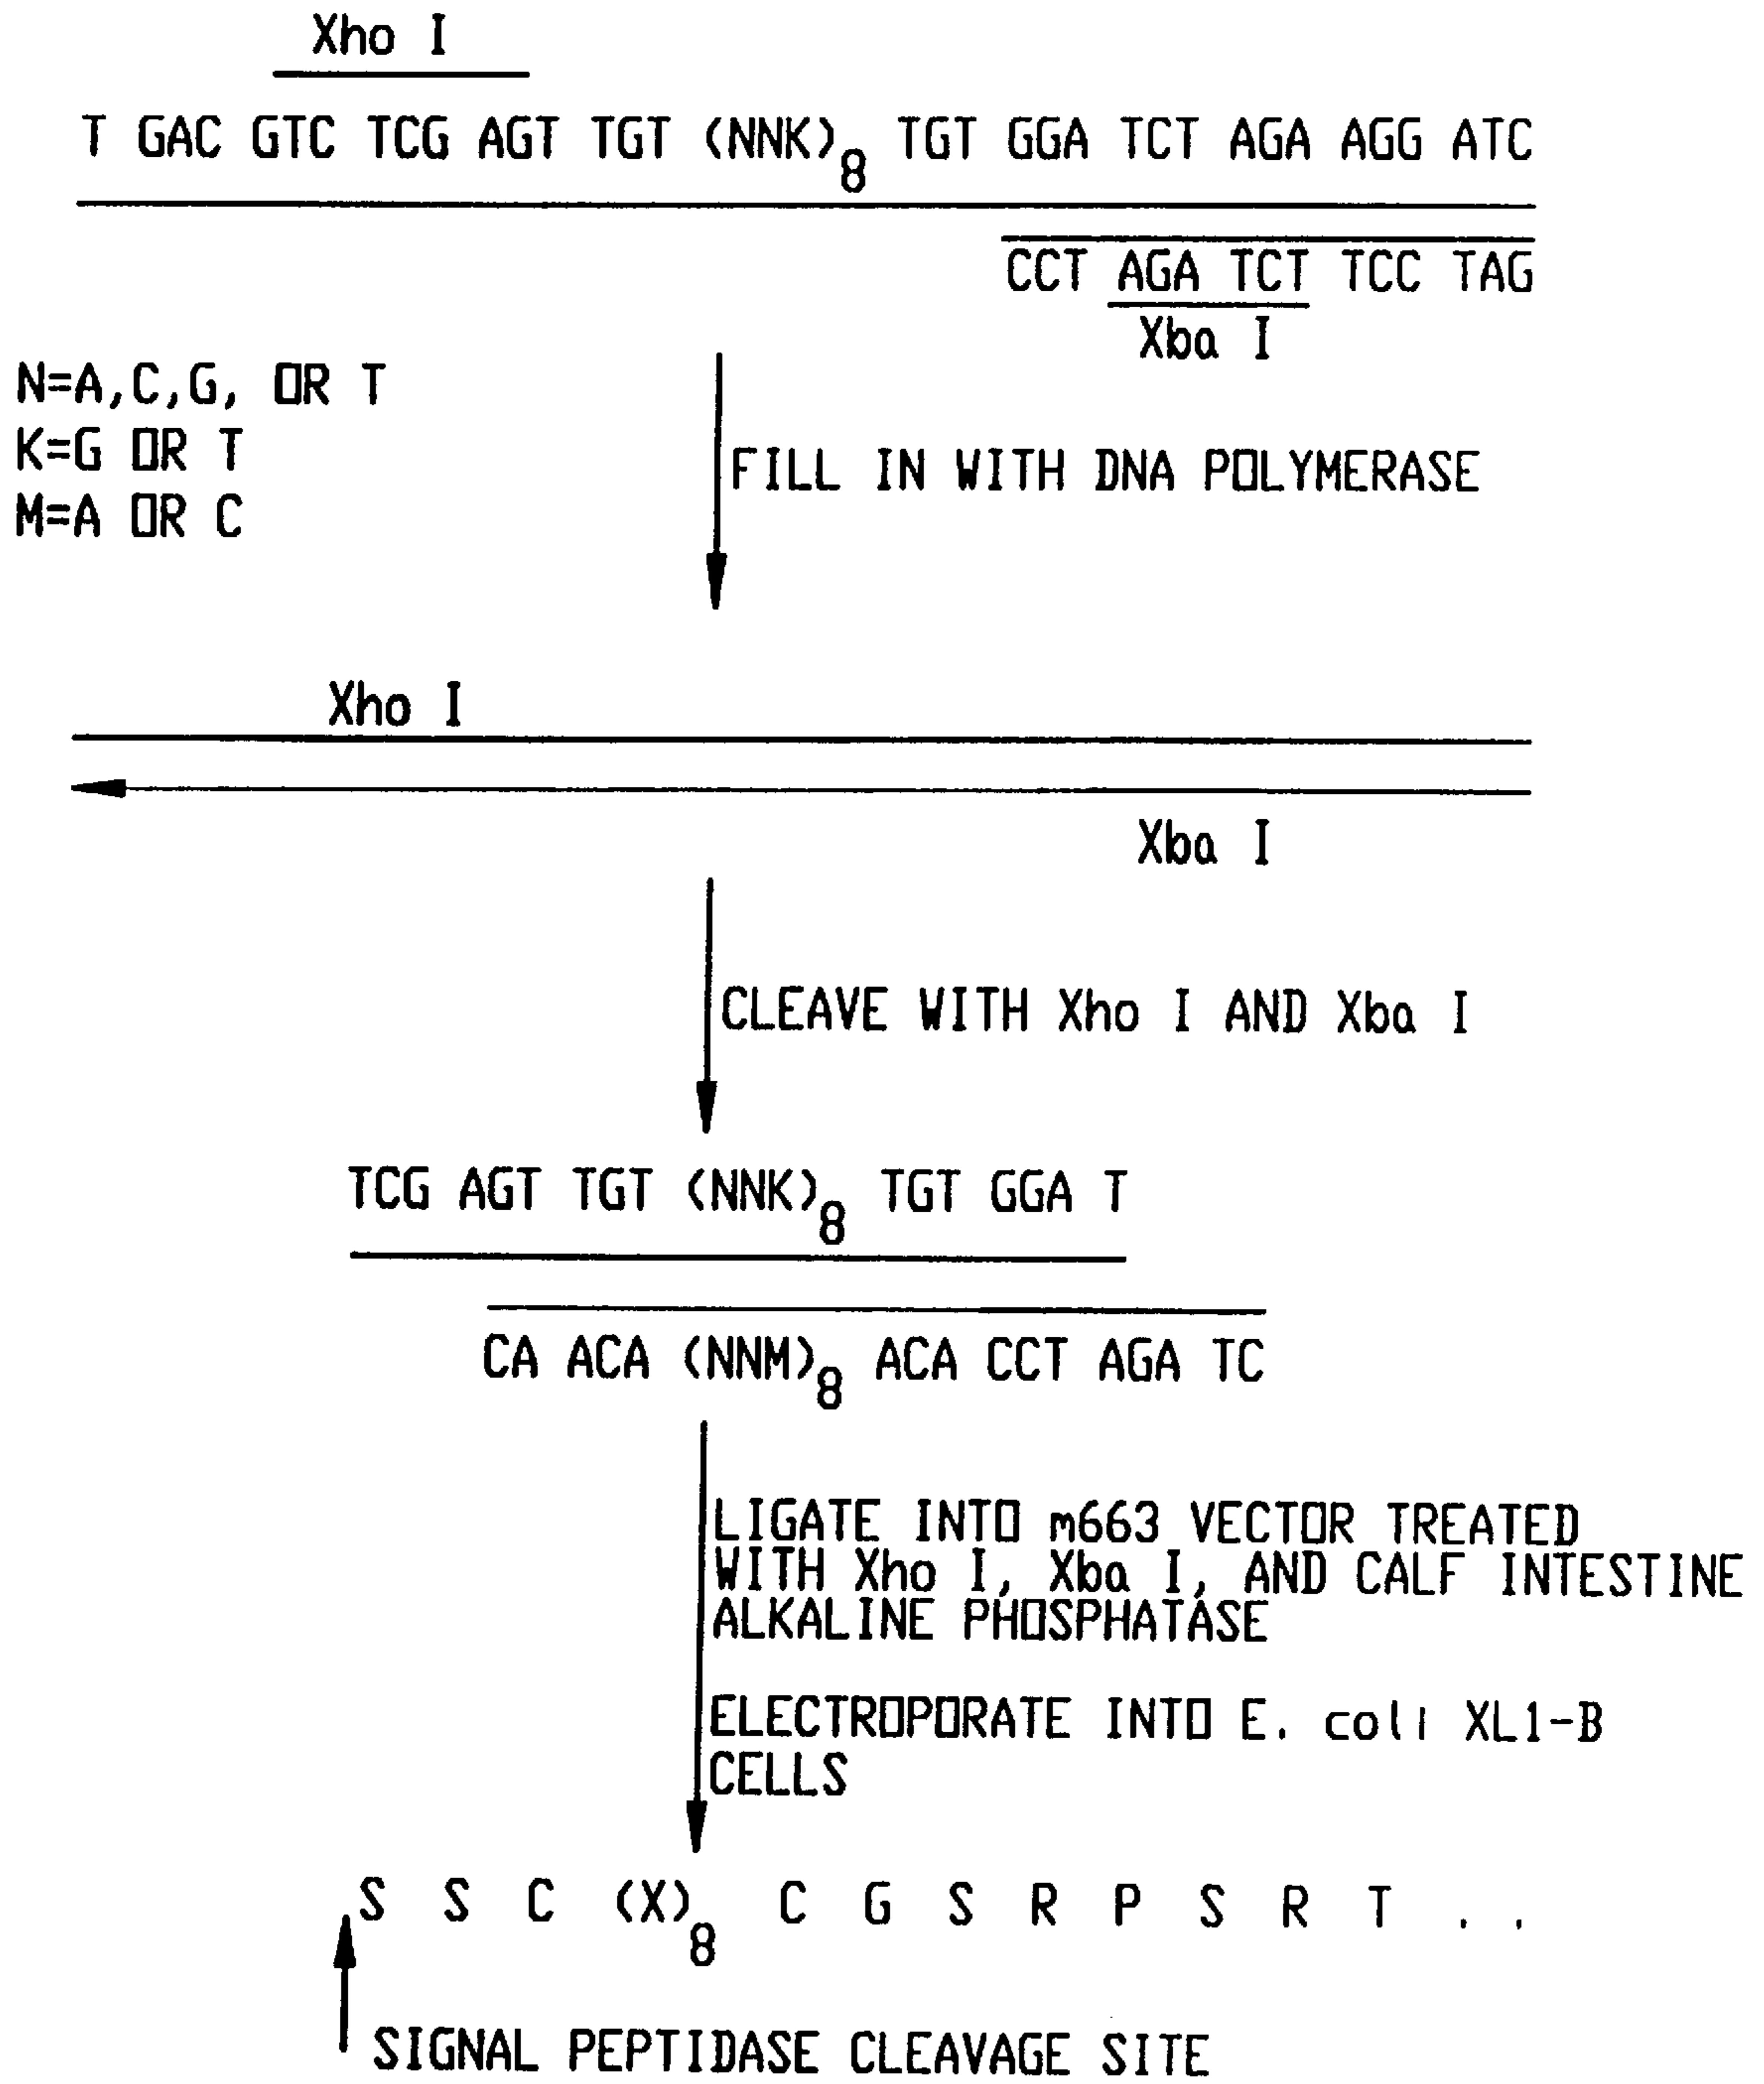 Xho I
T GAC GTC TCG AGT TGT (NNK)8 TGT GGA TCT AGA AGG ATC
CCT AGA TCT TCC TAG
Xba I
N=A,C,G, OR T
K=G OR T
M=A OR C
FILL IN WITH DNA POLYMERASE
Xho I
Xba I
CLEAVE WITH Xho I AND Xba I
TCG AGT TGT (NNK)8 TGT GGA T
CA ACA (NNM)8 ACA CCT AGA TC
LIGATE INTO m663 VECTOR TREATED
WITH Xho I, Xba I, AND CALF INTESTINE
ALKALINE PHOSPHATASE
ELECTROPORATE INTO E. coli XL1-B
CELLS
S S C (X)8 C G S R P S R T . .
SIGNAL PEPTIDASE CLEAVAGE SITE